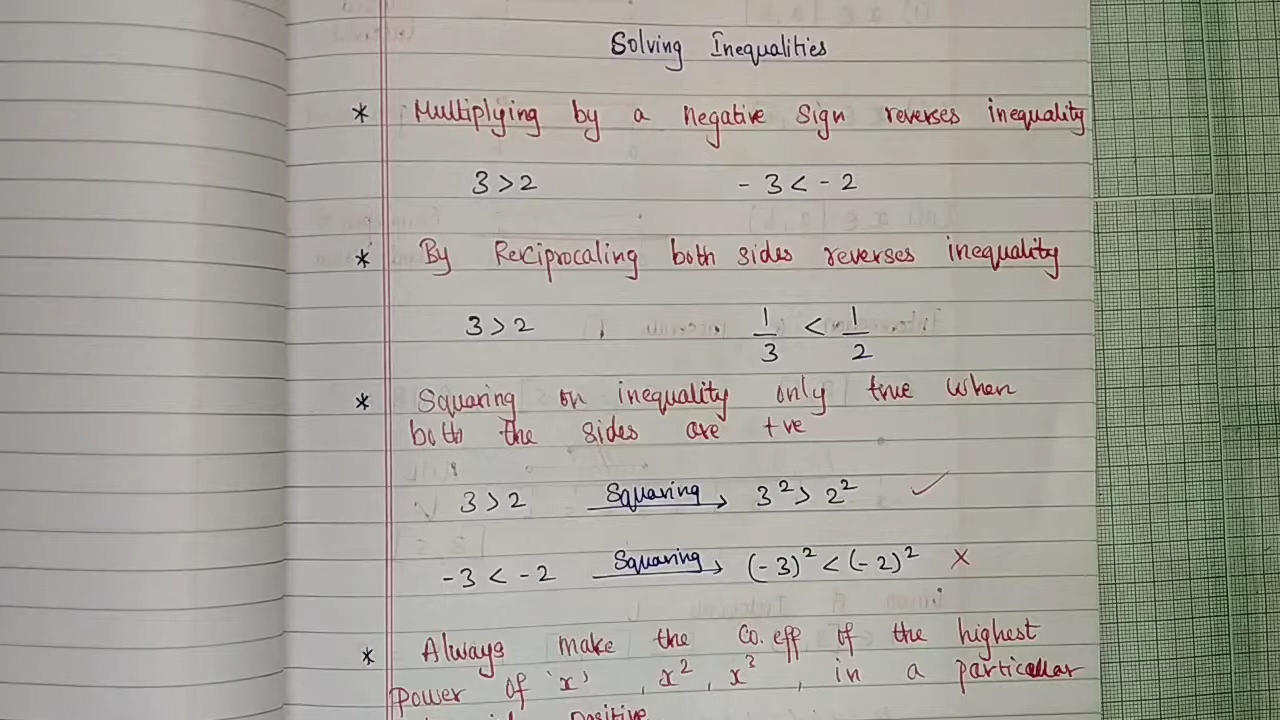 Solving Inequalities
* Multiplying by a negative sign reverses inequality
3 > 2 - 3 < - 2
* By Reciprocaling both sides reverses inequality
3 > 2 , 1/3 < 1/2
* Squaring on inequality only true when
both the sides are +ve
3 > 2 Squaring → 3² > 2² ✓
-3 < -2 Squaring → (-3)² < (-2)² ×
* Always make the Co.eff of the highest
power of 'x' , x² , x³ , in a particular
positive